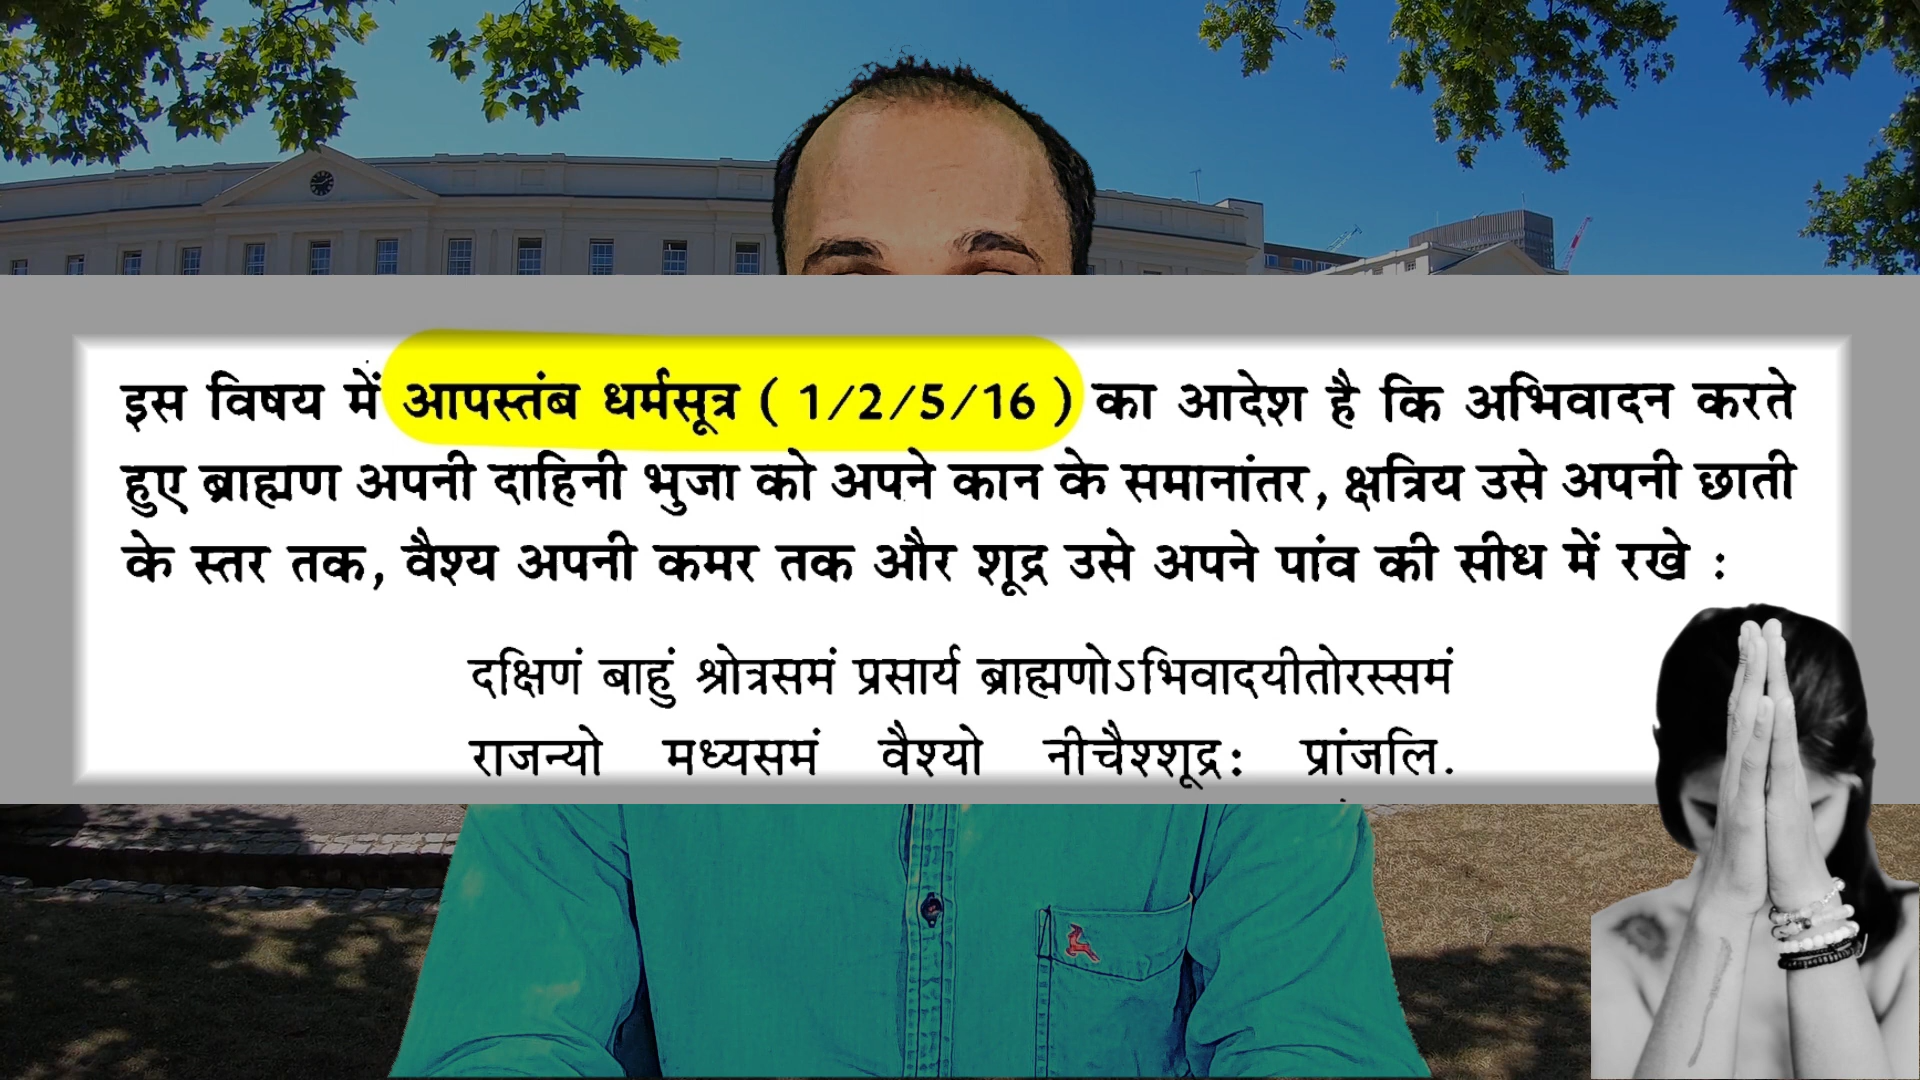 इस विषय में आपस्तंब धर्मसूत्र ( 1/2/5/16 ) का आदेश है कि अभिवादन करते
हुए ब्राह्मण अपनी दाहिनी भुजा को अपने कान के समानांतर, क्षत्रिय उसे अपनी छाती
के स्तर तक, वैश्य अपनी कमर तक और शूद्र उसे अपने पांव की सीध में रखे :
दक्षिणं बाहुं श्रोत्रसमं प्रसार्य ब्राह्मणोऽभिवादयीतोरस्समं
राजन्यो मध्यसमं वैश्यो नीचैश्शूद्रः प्रांजलि.